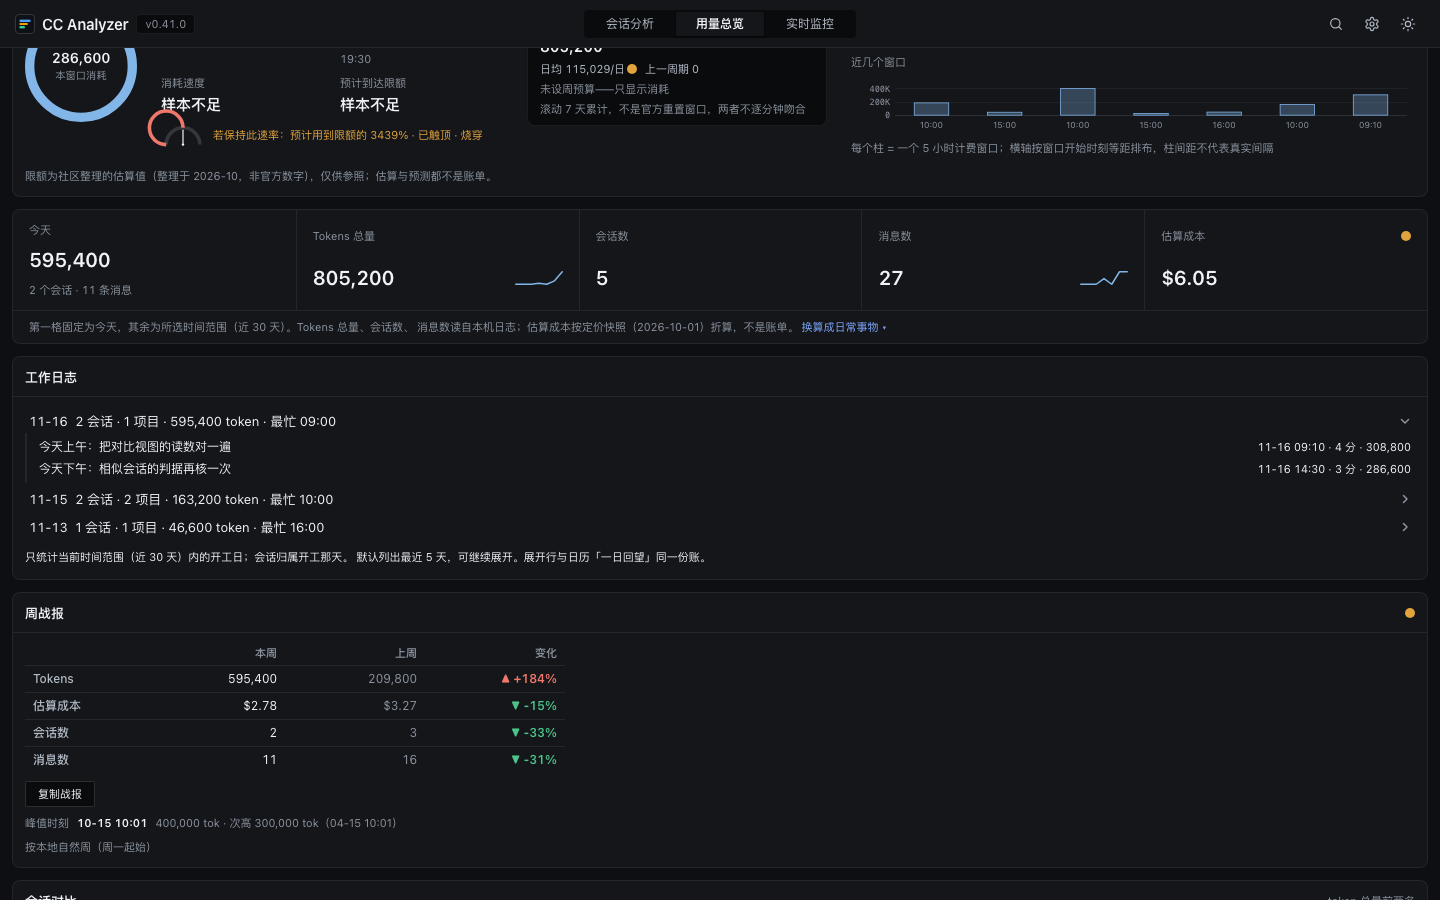 CC Analyzer v0.41.0 会话分析 用量总览 实时监控
286,600
本窗口消耗
19:30
消耗速度 预计到达限额
样本不足 样本不足
若保持此速率：预计用到限额的 3439% · 已触顶 · 烧穿
限额为社区整理的估算值（整理于 2026-10，非官方数字），仅供参照；估算与预测都不是账单。
805,200
日均 115,029/日 上一周期 0
未设周预算——只显示消耗
滚动 7 天累计，不是官方重置窗口，两者不逐分钟吻合
近几个窗口
400K
200K
0
10:00 15:00 10:00 15:00 16:00 10:00 09:10
每个柱 = 一个 5 小时计费窗口；横轴按窗口开始时刻等距排布，柱间距不代表真实间隔
今天
595,400
2 个会话 · 11 条消息
Tokens 总量
805,200
会话数
5
消息数
27
估算成本
$6.05
第一格固定为今天，其余为所选时间范围（近 30 天）。Tokens 总量、会话数、 消息数读自本机日志；估算成本按定价快照（2026-10-01）折算，不是账单。 换算成日常事物
工作日志
11-16 2 会话 · 1 项目 · 595,400 token · 最忙 09:00
今天上午：把对比视图的读数对一遍 11-16 09:10 · 4 分 · 308,800
今天下午：相似会话的判据再核一次 11-16 14:30 · 3 分 · 286,600
11-15 2 会话 · 2 项目 · 163,200 token · 最忙 10:00
11-13 1 会话 · 1 项目 · 46,600 token · 最忙 16:00
只统计当前时间范围（近 30 天）内的开工日；会话归属开工那天。 默认列出最近 5 天，可继续展开。展开行与日历「一日回望」同一份账。
周战报
本周 上周 变化
Tokens 595,400 209,800 ▲ +184%
估算成本 $2.78 $3.27 ▼ -15%
会话数 2 3 ▼ -33%
消息数 11 16 ▼ -31%
复制战报
峰值时刻 10-15 10:01 400,000 tok · 次高 300,000 tok（04-15 10:01）
按本地自然周（周一起始）
会话对比 token 总量前两名